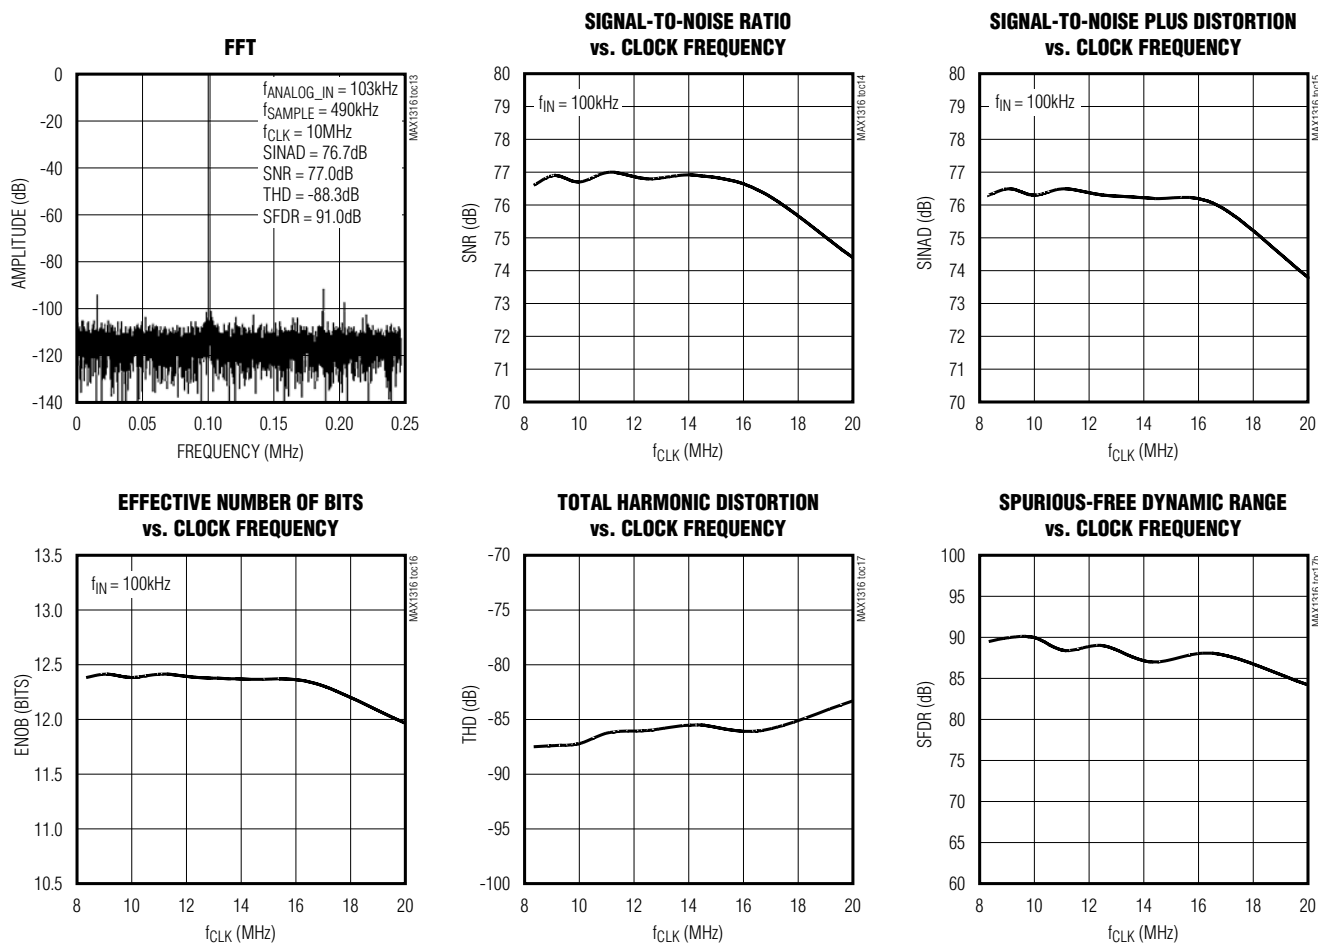 FFT
0
-20
-40
-60
-80
-100
-120
-140
AMPLITUDE (dB)
fANALOG_IN = 103kHz
fSAMPLE = 490kHz
fCLK = 10MHz
SINAD = 76.7dB
SNR = 77.0dB
THD = -88.3dB
SFDR = 91.0dB
MAX1316 toc13
0 0.05 0.10 0.15 0.20 0.25
FREQUENCY (MHz)
SIGNAL-TO-NOISE RATIO
vs. CLOCK FREQUENCY
80
79
78
77
76
75
74
73
72
71
70
SNR (dB)
fIN = 100kHz
MAX1316 toc14
8 10 12 14 16 18 20
fCLK (MHz)
SIGNAL-TO-NOISE PLUS DISTORTION
vs. CLOCK FREQUENCY
80
79
78
77
76
75
74
73
72
71
70
SINAD (dB)
fIN = 100kHz
MAX1316 toc15
8 10 12 14 16 18 20
fCLK (MHz)
EFFECTIVE NUMBER OF BITS
vs. CLOCK FREQUENCY
13.5
13.0
12.5
12.0
11.5
11.0
10.5
ENOB (BITS)
fIN = 100kHz
MAX1316 toc16
8 10 12 14 16 18 20
fCLK (MHz)
TOTAL HARMONIC DISTORTION
vs. CLOCK FREQUENCY
-70
-75
-80
-85
-90
-95
-100
THD (dB)
MAX1316 toc17
8 10 12 14 16 18 20
fCLK (MHz)
SPURIOUS-FREE DYNAMIC RANGE
vs. CLOCK FREQUENCY
100
95
90
85
80
75
70
65
60
SFDR (dB)
MAX1316 toc17b
8 10 12 14 16 18 20
fCLK (MHz)